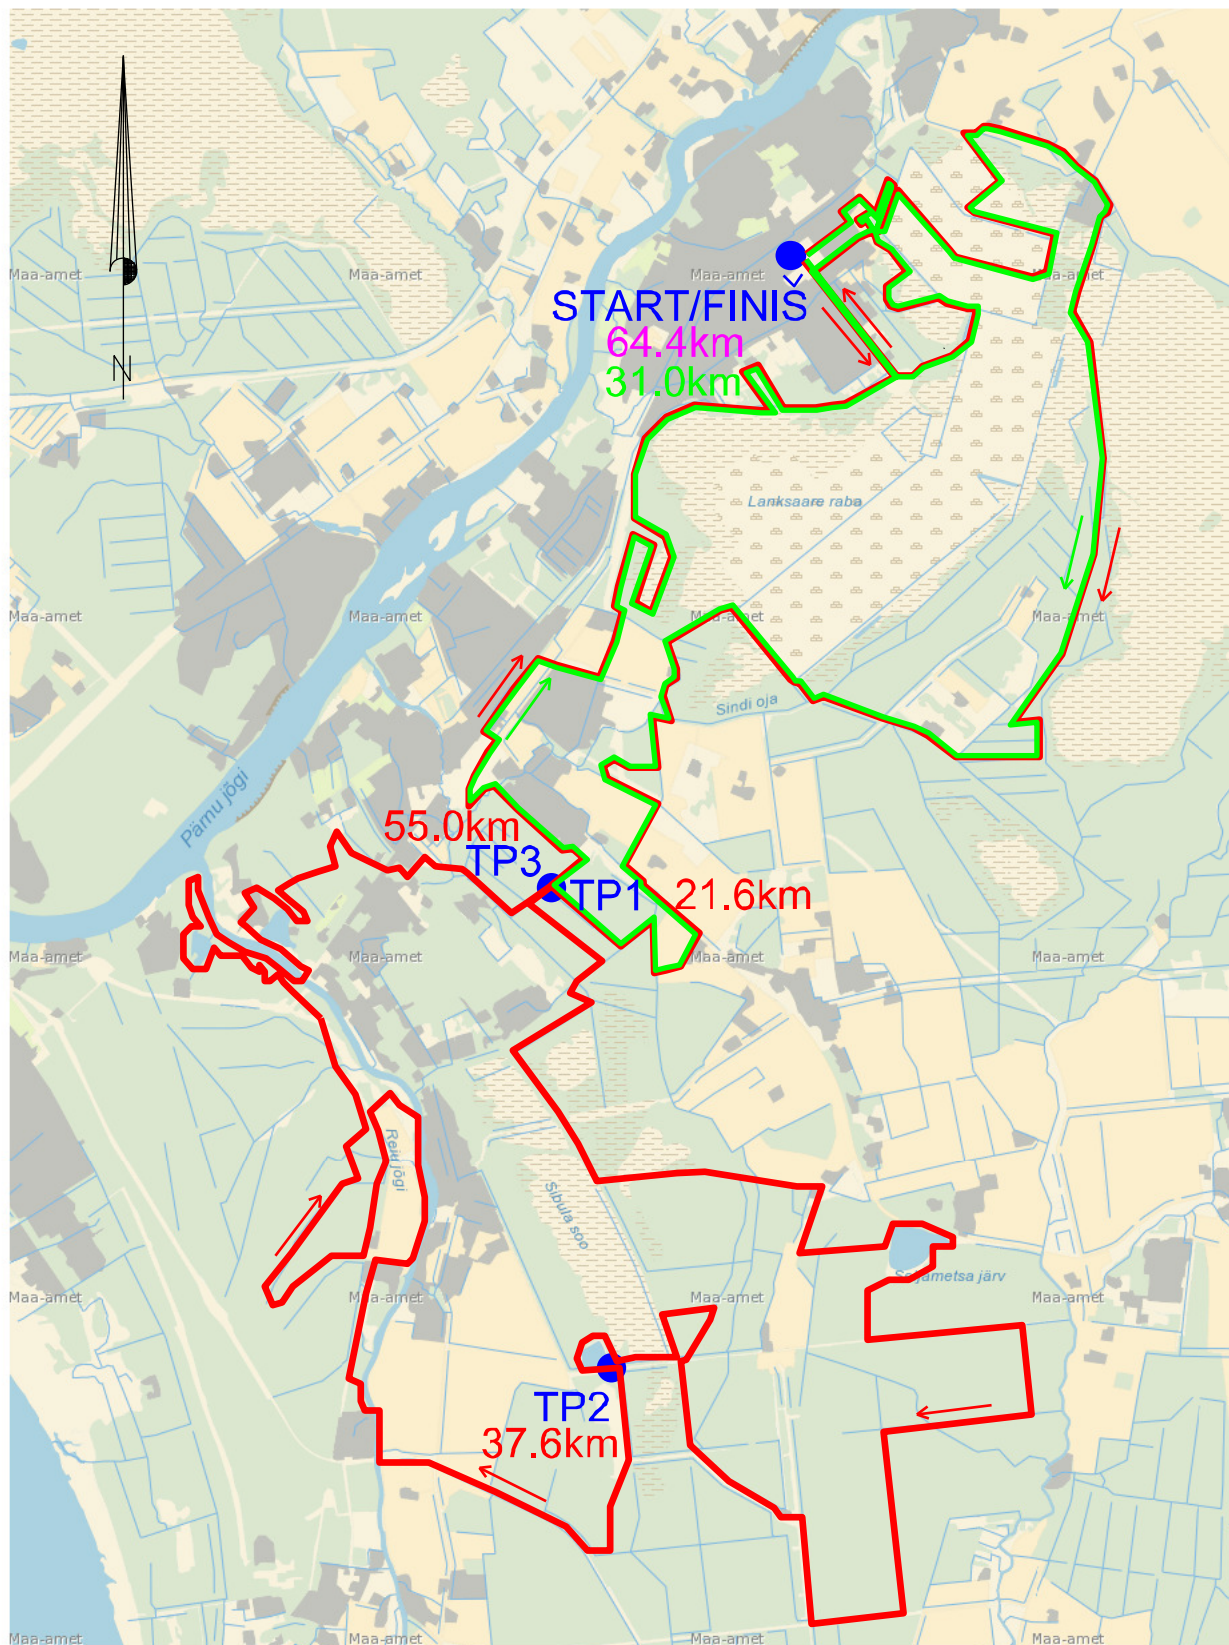 Maa-amet
Maa-amet
Maa-amet
START/FINIŠ
64.4km
31.0km
N
Lanksaare raba
Maa-amet
Maa-amet
Maa-amet
Maa-amet
Sindi oja
Pärnu jõgi
55.0km
TP3
TP1
21.6km
Maa-amet
Maa-amet
Maa-amet
Maa-amet
Reiu jõgi
Sibula soo
Seljametsa järv
Maa-amet
Maa-amet
Maa-amet
Maa-amet
TP2
37.6km
Maa-amet
Maa-amet
Maa-amet
Maa-amet